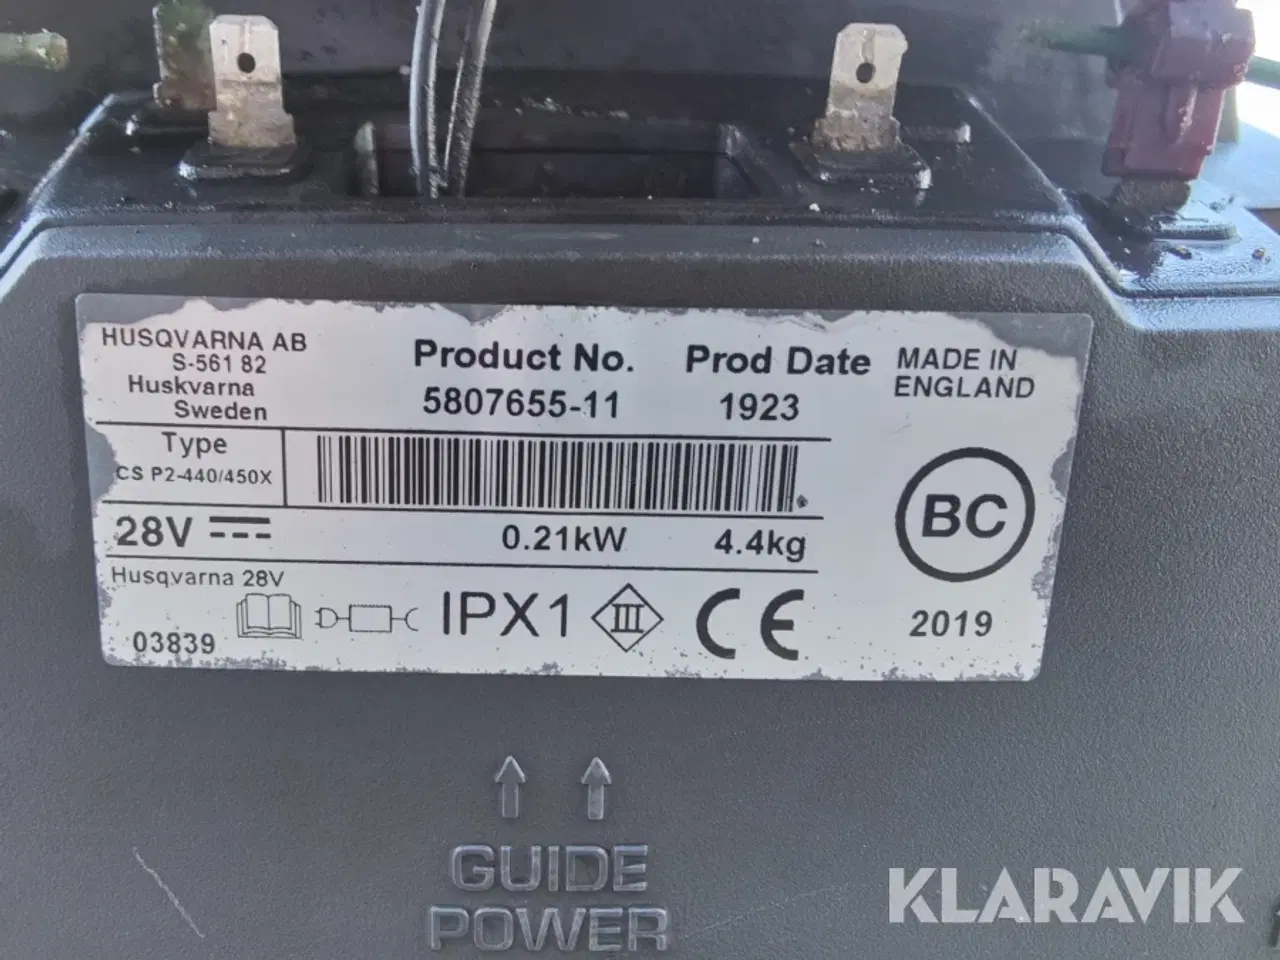 HUSQVARNA AB
S-561 82
Huskvarna
Sweden
Product No.
5807655-11
Prod Date
1923
MADE IN
ENGLAND
Type
CS P2-440/450X
28V
0.21kW
4.4kg
BC
Husqvarna 28V
03839
IPX1
III
CE
2019
GUIDE
POWER
KLARAVIK